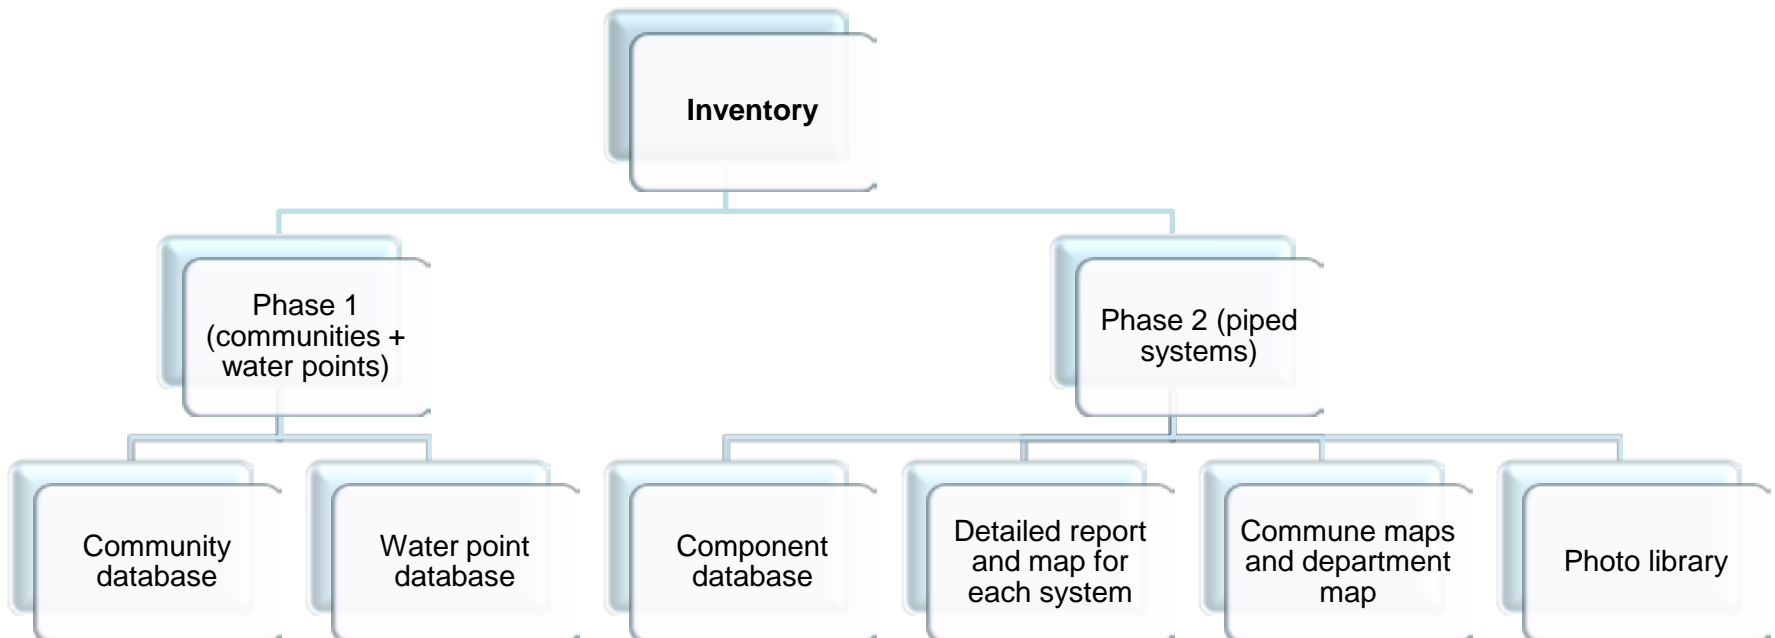 Inventory
Phase 1
(communities +
water points)
Phase 2 (piped
systems)
Community
database
Water point
database
Component
database
Detailed report
and map for
each system
Commune maps
and department
map
Photo library